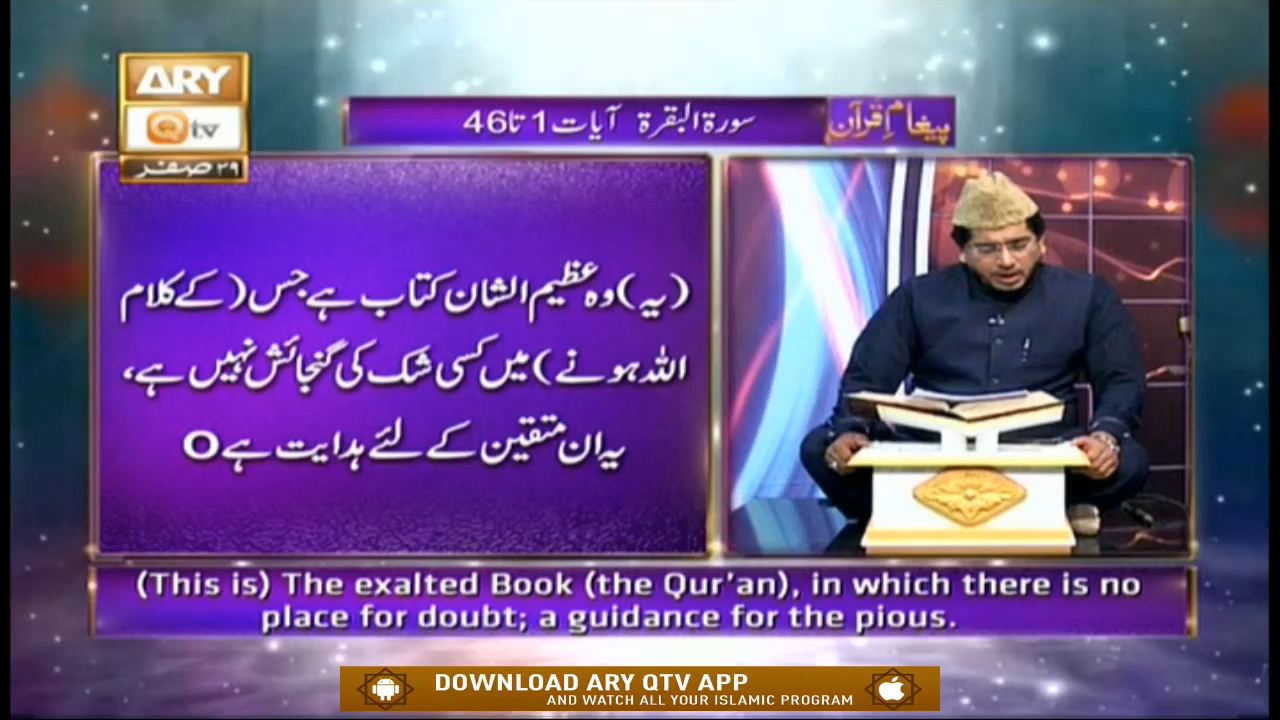 ARY
Qtv
۲۹ صفر
پیغامِ قرآن
سورۃ البقرۃ آیات 1 تا 46
(یہ) وہ عظیم الشان کتاب ہے جس (کے کلام
اللہ ہونے) میں کسی شک کی گنجائش نہیں ہے،
یہ ان متقین کے لئے ہدایت ہے O
(This is) The exalted Book (the Qur'an), in which there is no
place for doubt; a guidance for the pious.
DOWNLOAD ARY QTV APP
AND WATCH ALL YOUR ISLAMIC PROGRAM